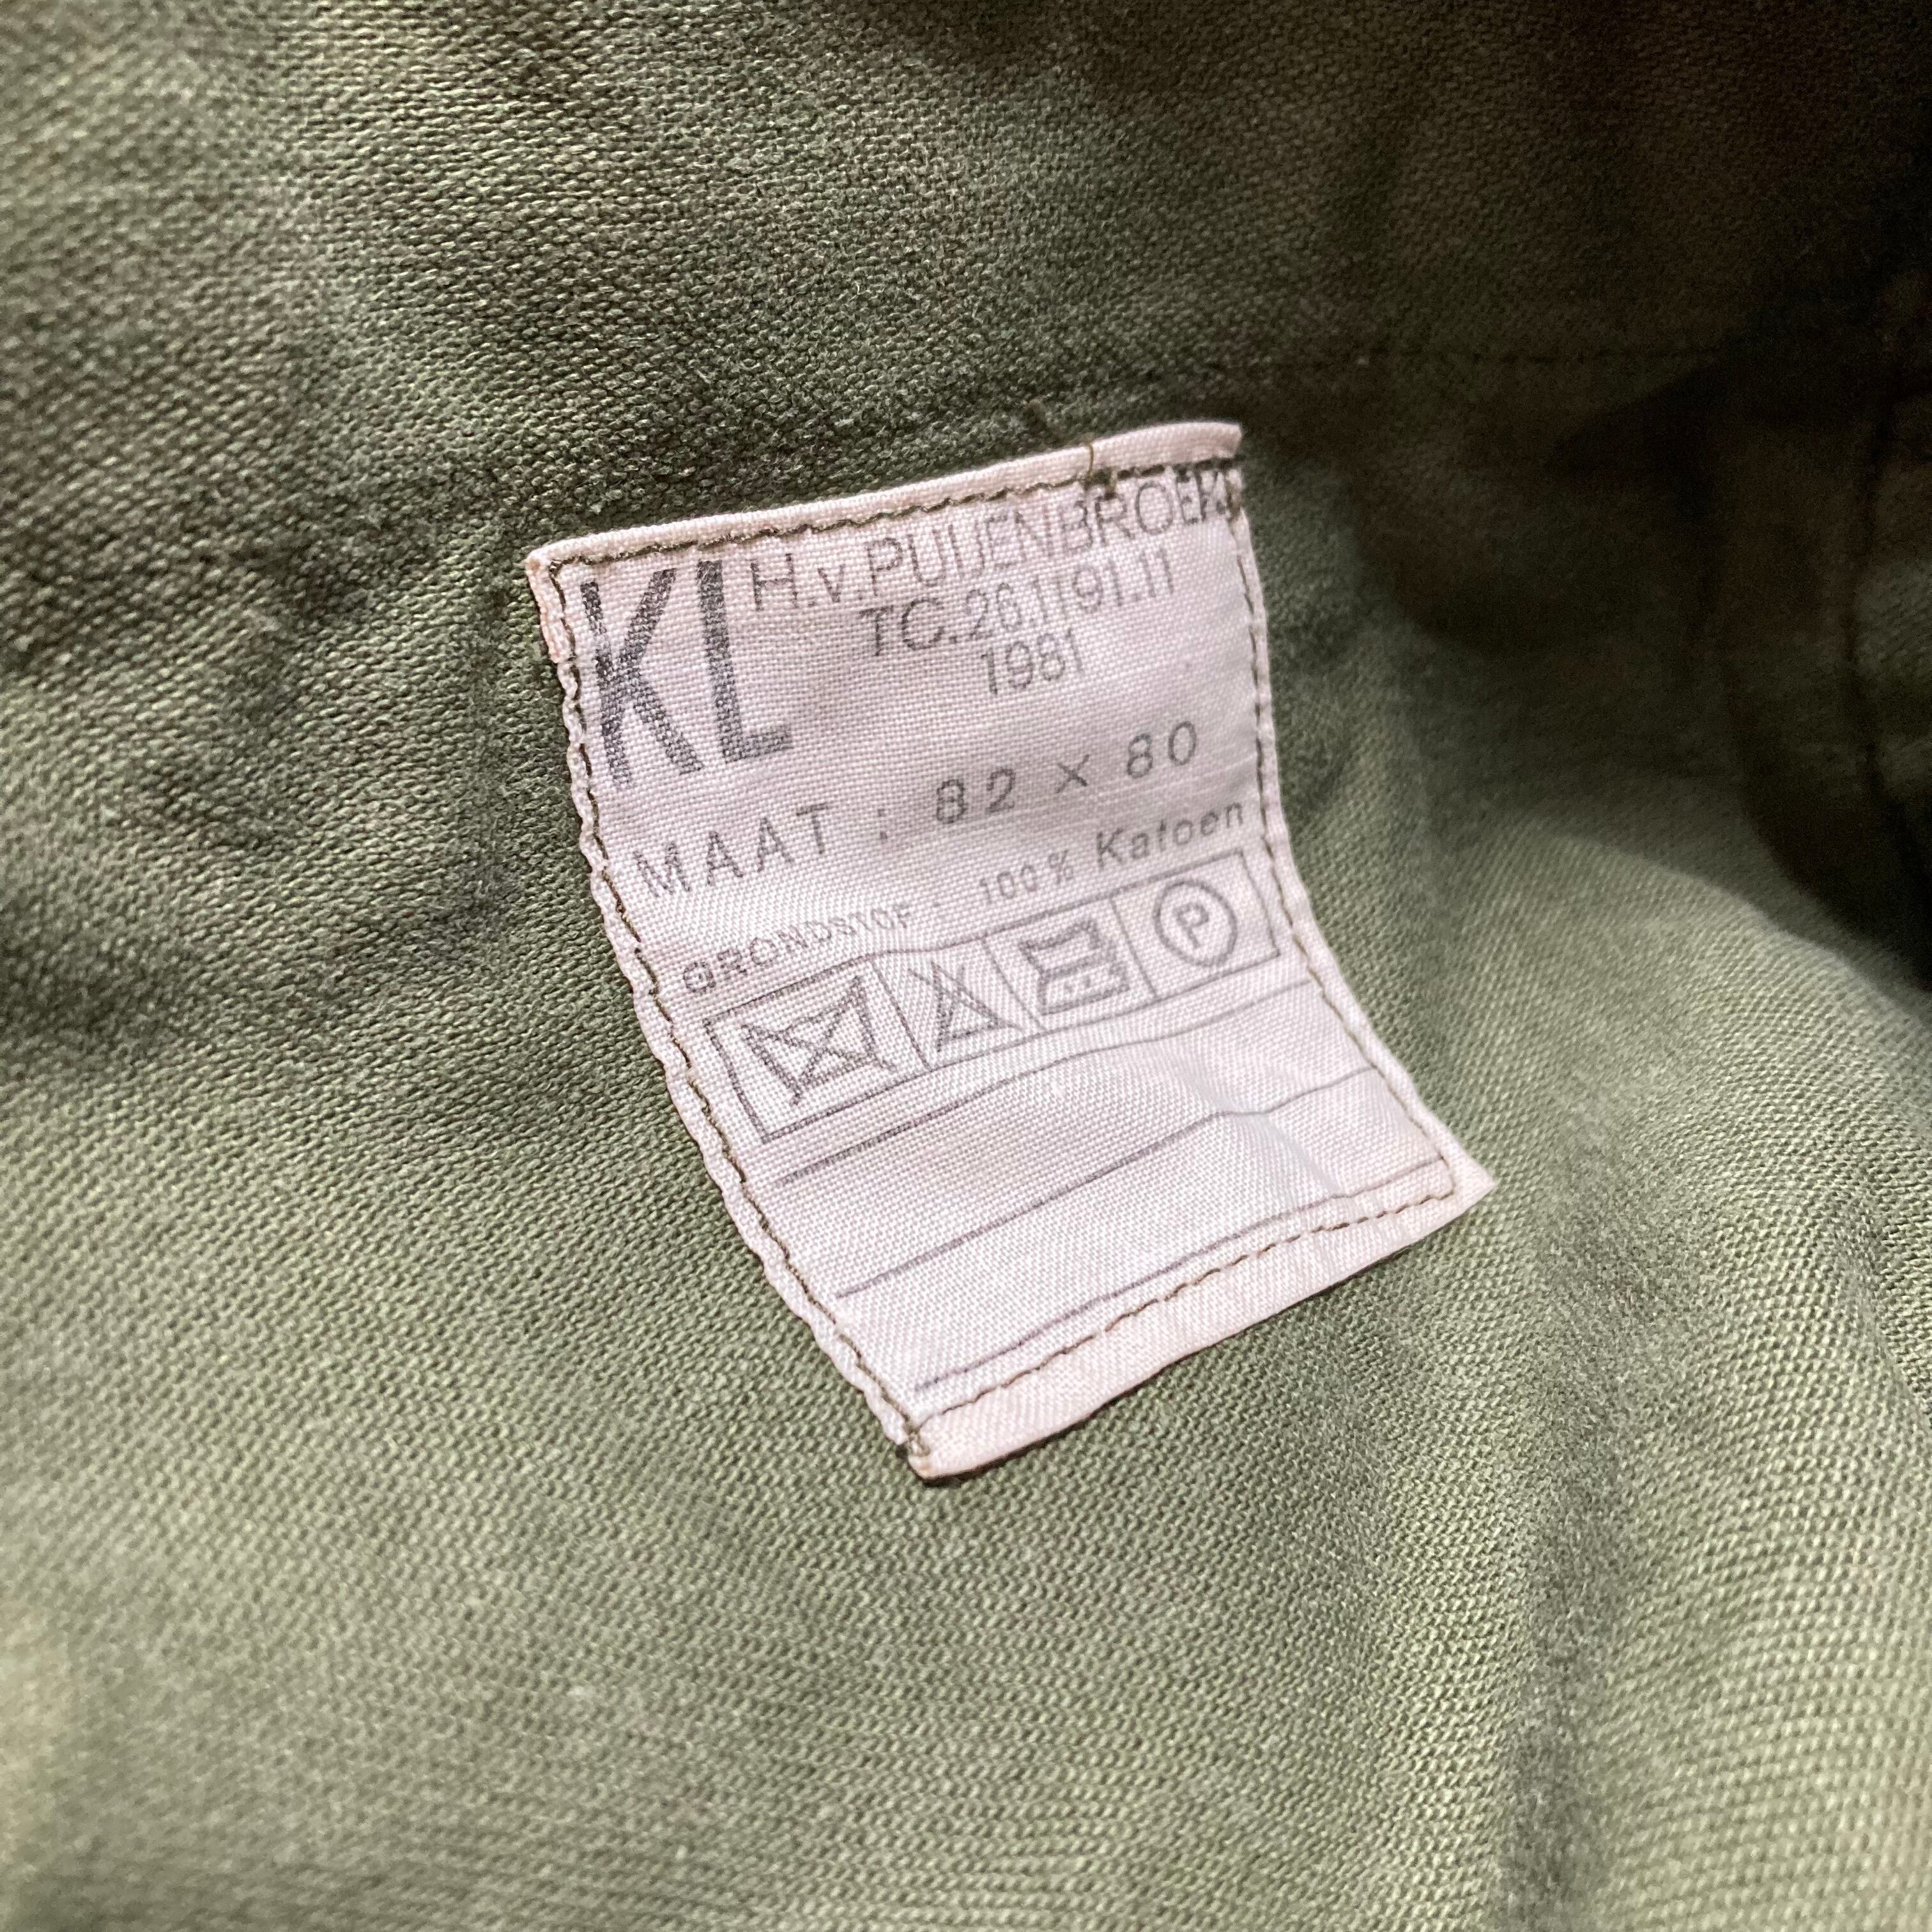 KL H.v.PUIJENBROEK
TC.26.1191.11
1981
MAAT : 82 x 80
GRONDSTOF : 100% Katoen
P